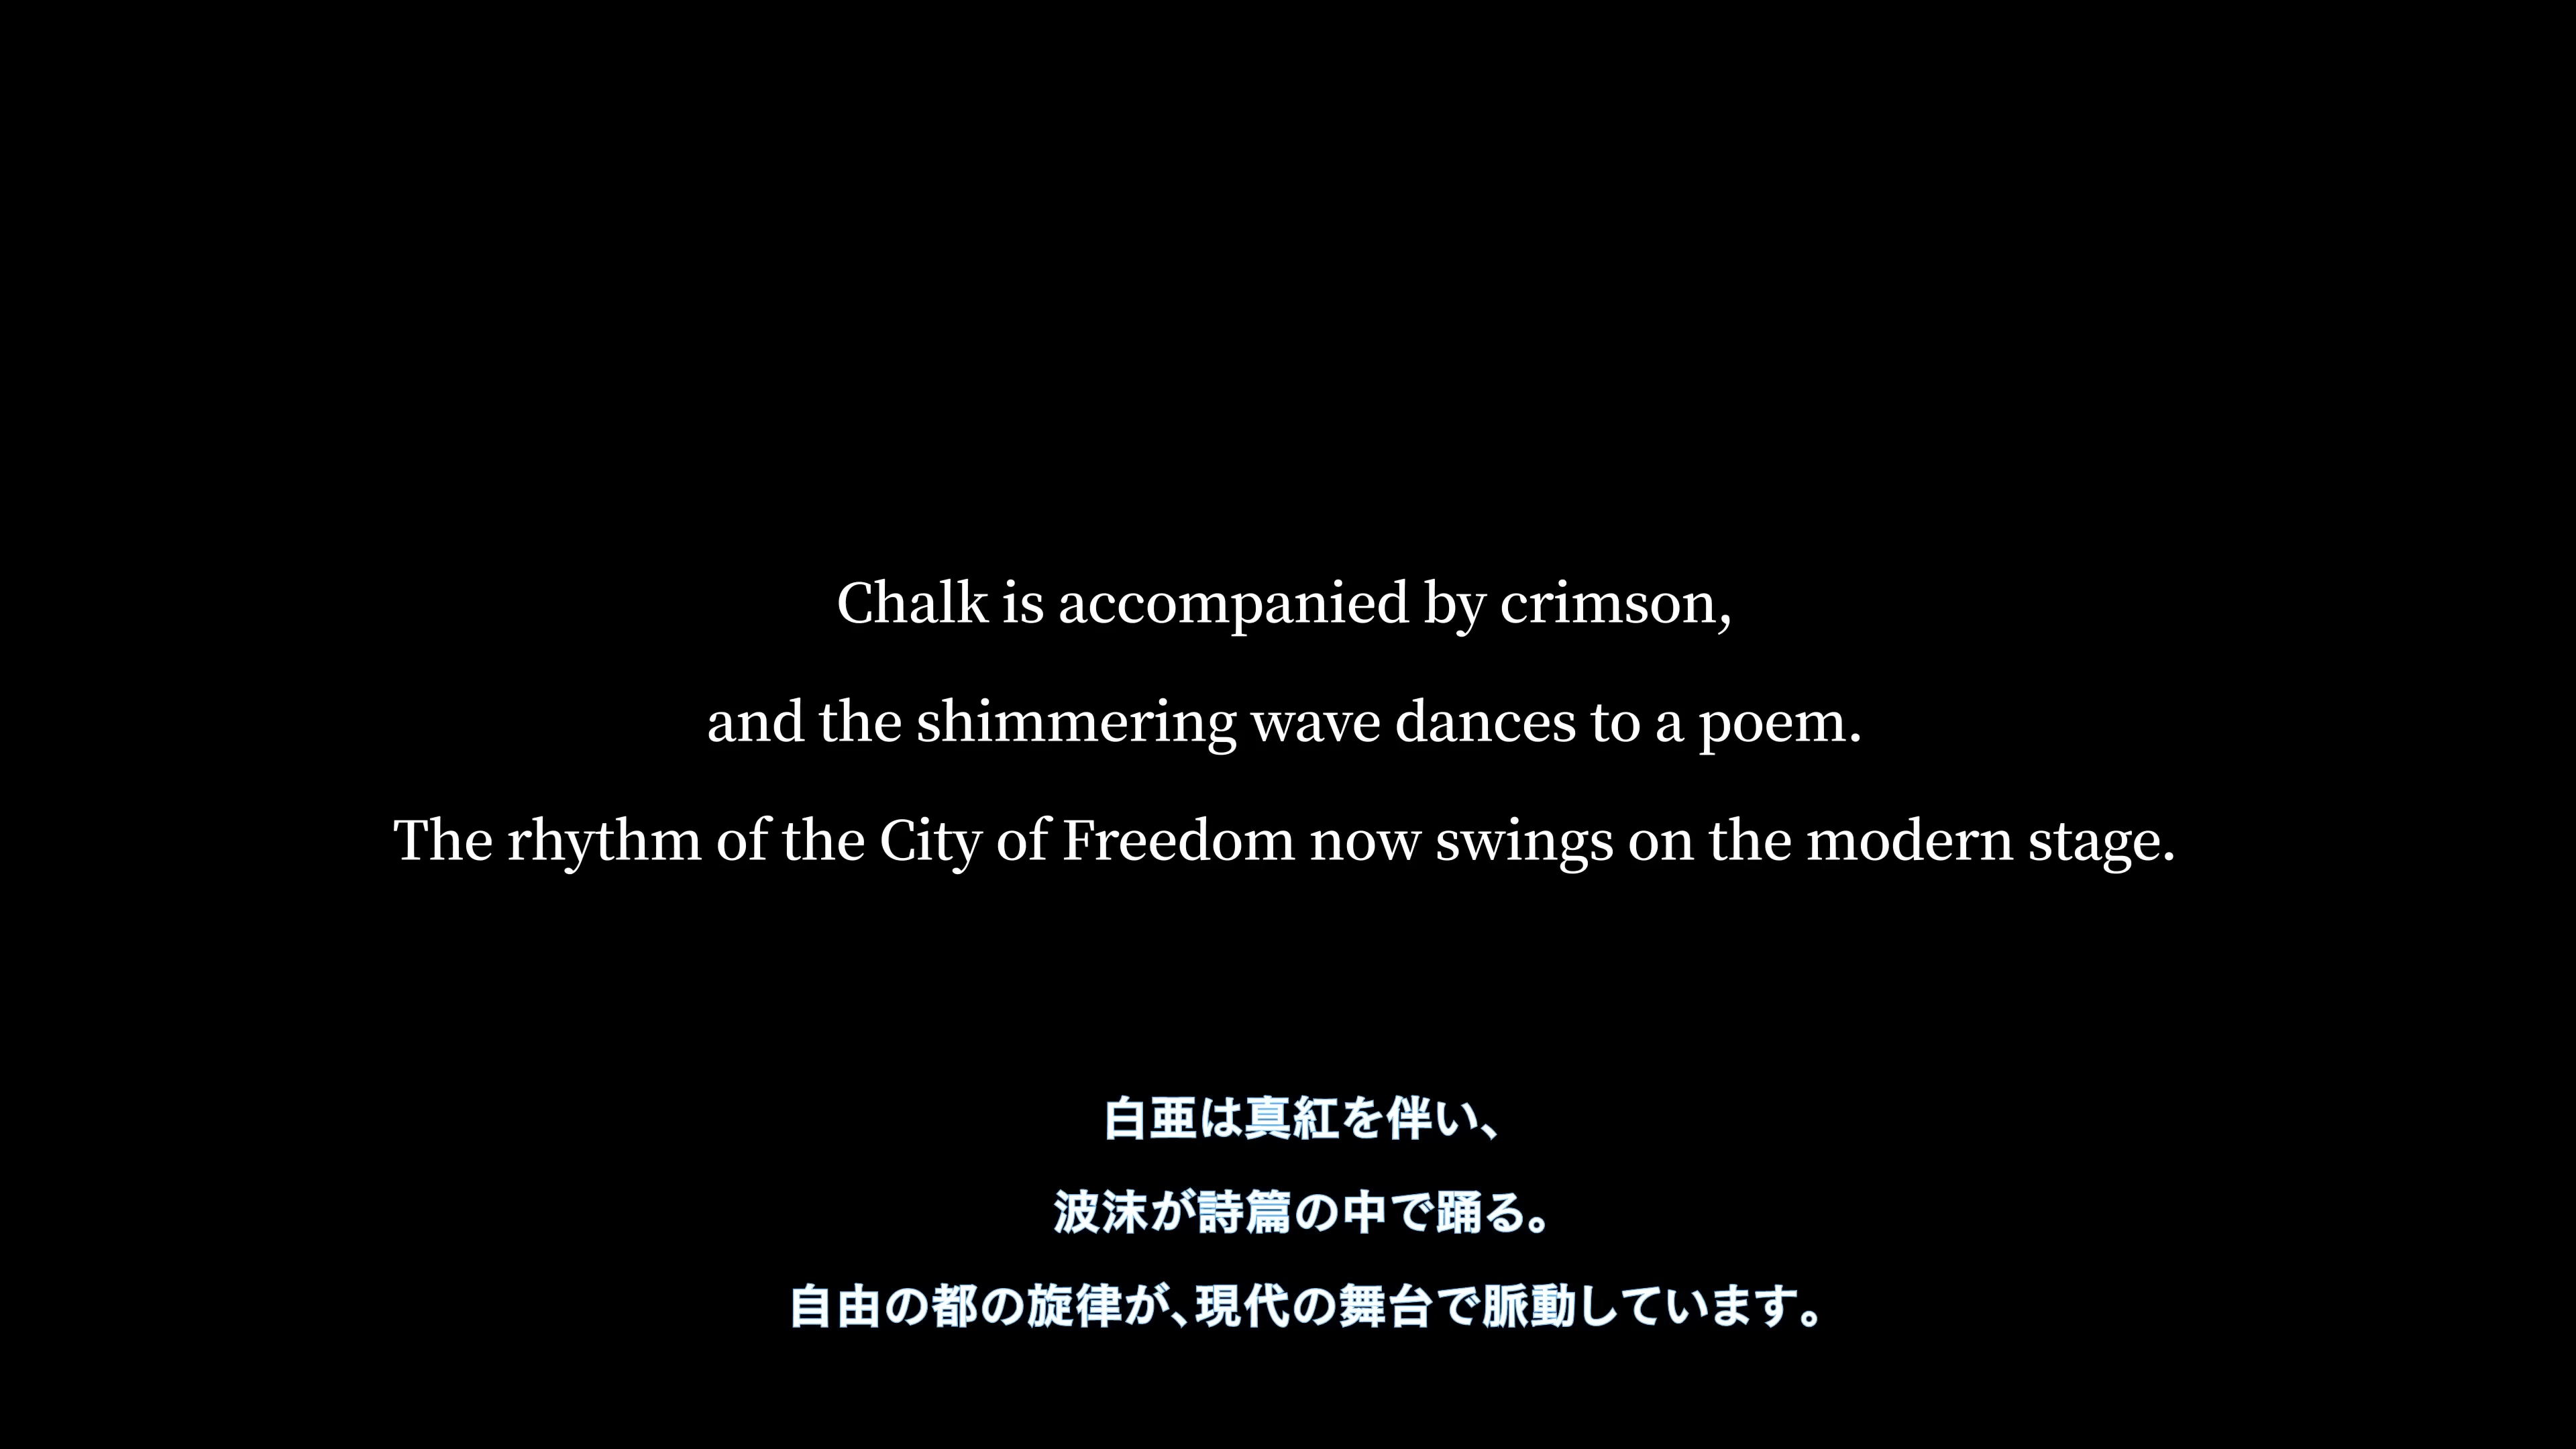 Chalk is accompanied by crimson,
and the shimmering wave dances to a poem.
The rhythm of the City of Freedom now swings on the modern stage.
白亜は真紅を伴い、
波沫が詩篇の中で踊る。
自由の都の旋律が、現代の舞台で脈動しています。